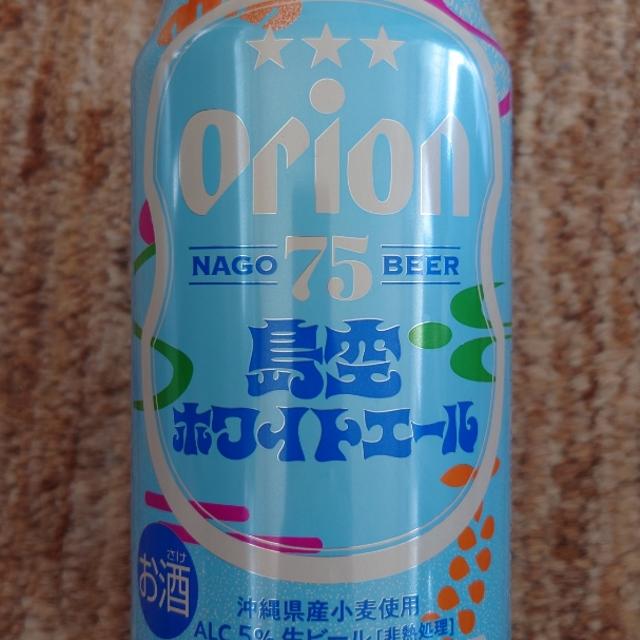 orion
NAGO 75 BEER
島空
ホワイトエール
さけ
お酒
沖縄県産小麦使用
ALC.5% 生ビール [非熱処理]